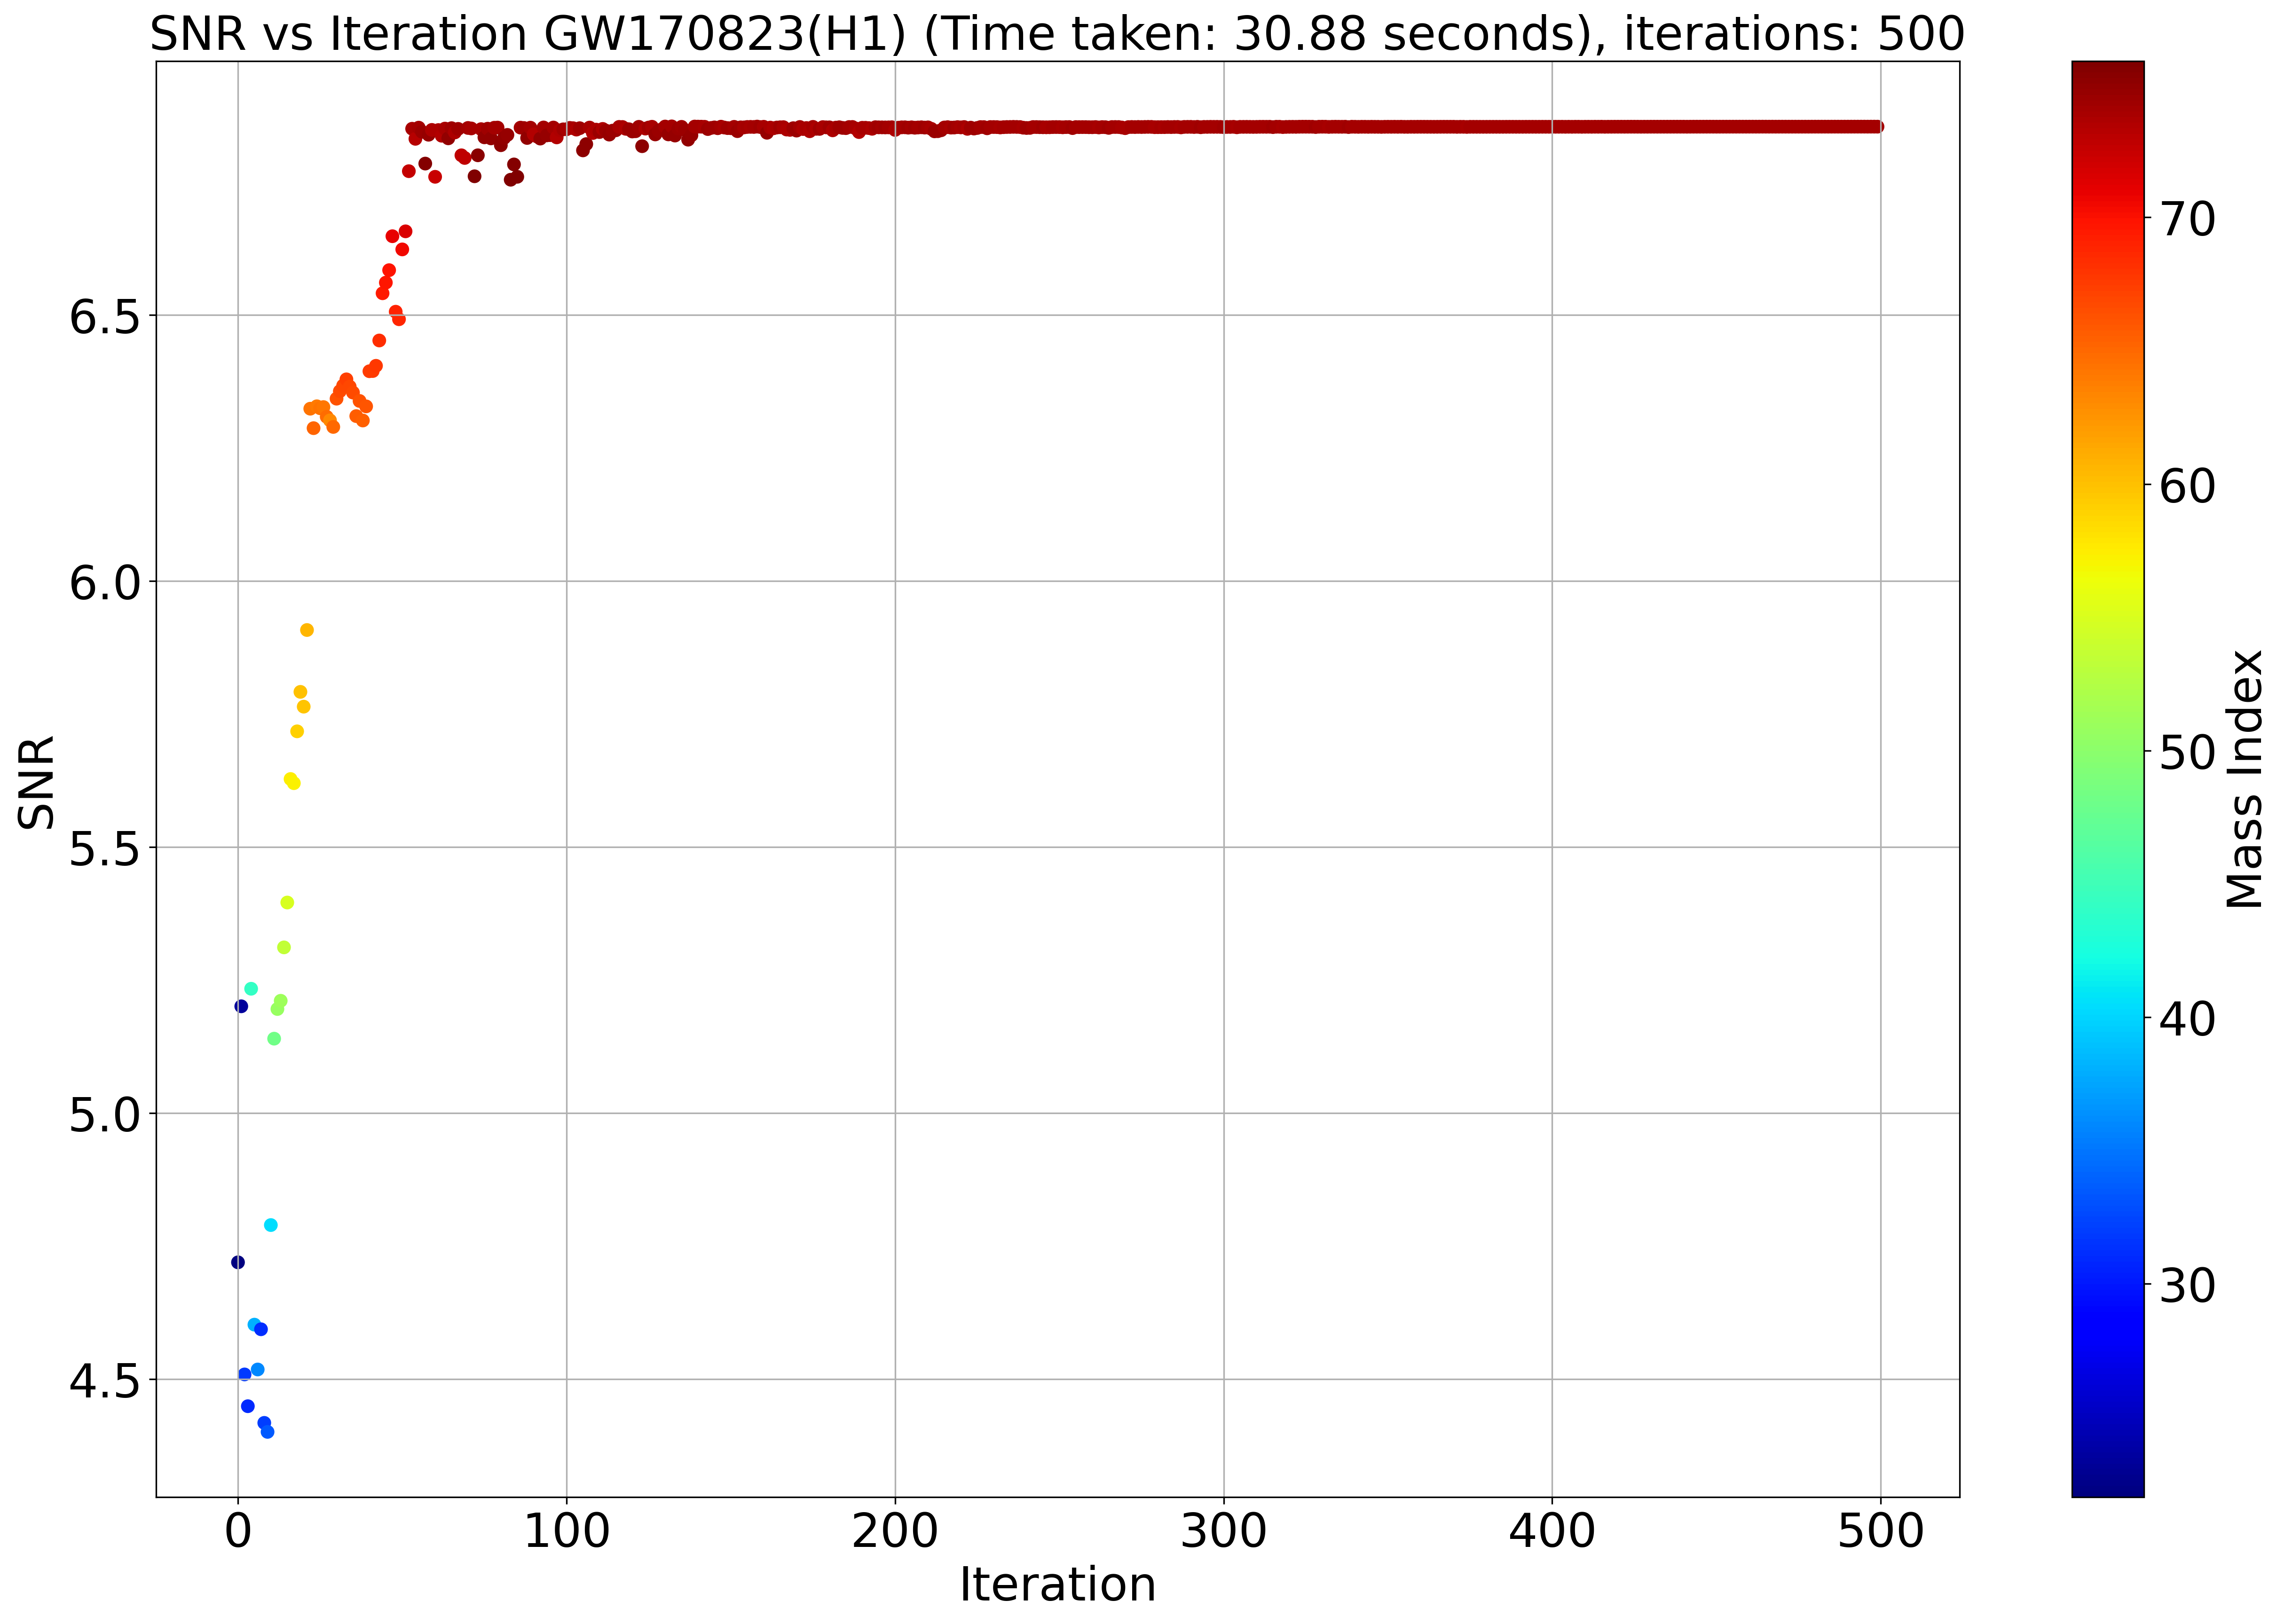 SNR vs Iteration GW170823(H1) (Time taken: 30.88 seconds), iterations: 500
SNR
6.5
6.0
5.5
5.0
4.5
0 100 200 300 400 500
Iteration
70
60
50
40
30
Mass Index